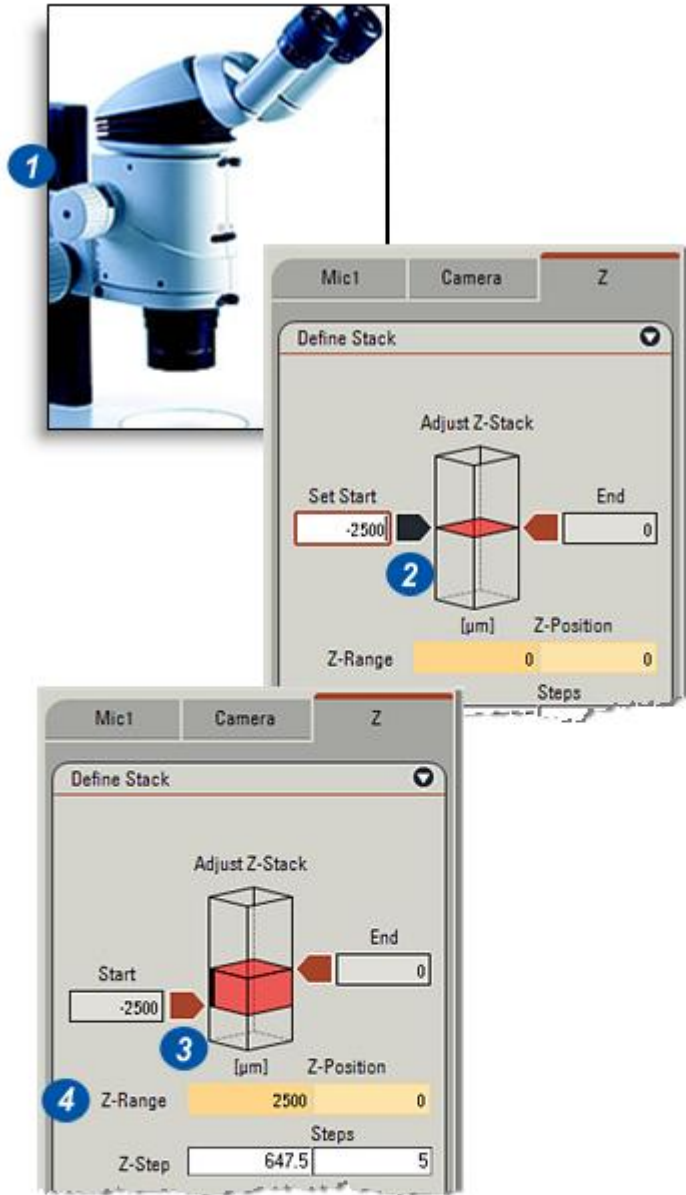 1
Mic1 Camera Z
Define Stack
Adjust Z-Stack
Set Start End
-2500 0
2
[µm] Z-Position
Z-Range 0 0
Steps
Mic1 Camera Z
Define Stack
Adjust Z-Stack
End
0
Start
-2500
3
[µm] Z-Position
4 Z-Range 2500 0
Steps
Z-Step 647.5 5